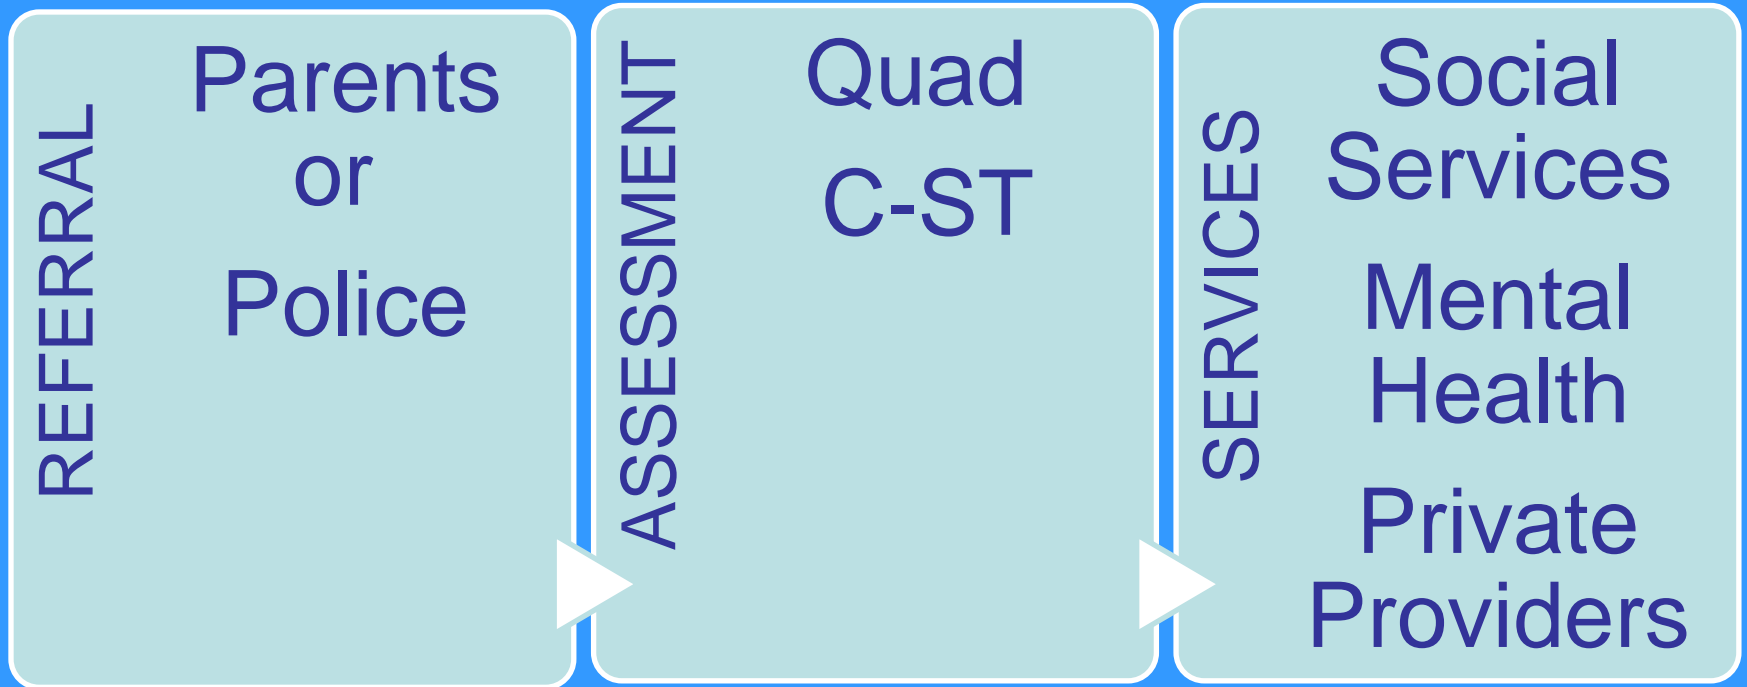 REFERRAL
Parents
or
Police
ASSESSMENT
Quad
C-ST
SERVICES
Social
Services
Mental
Health
Private
Providers